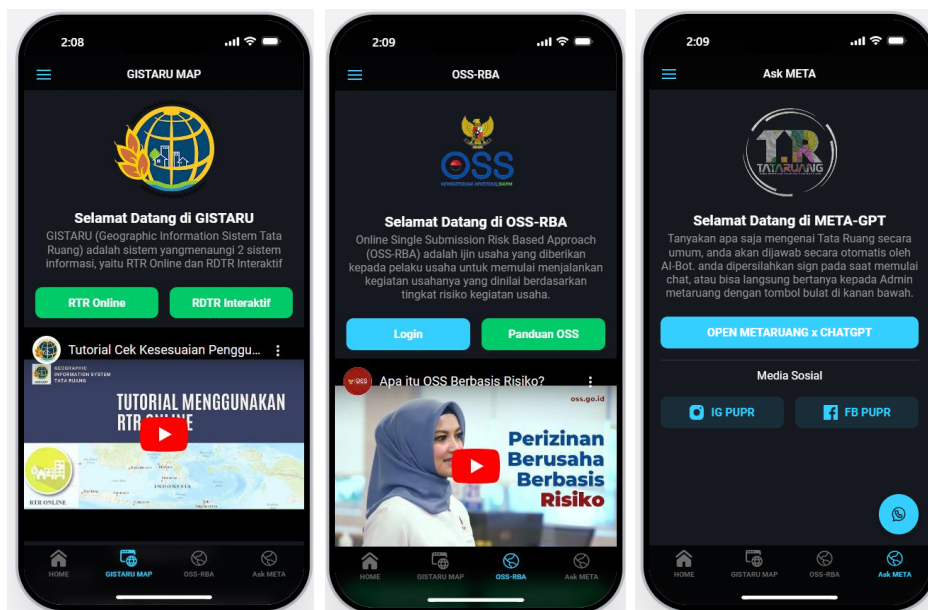 2:08
GISTARU MAP
Selamat Datang di GISTARU
GISTARU (Geographic Information Sistem Tata
Ruang) adalah sistem yangmenaungi 2 sistem
informasi, yaitu RTR Online dan RDTR Interaktif
RTR Online
RDTR Interaktif
Tutorial Cek Kesesuaian Penggu...
GEOGRAPHIC
INFORMATION SYSTEM
TATA RUANG
TUTORIAL MENGGUNAKAN
RTR ONLINE
INDONESIA
RTR ONLINE
HOME
GISTARU MAP
OSS-RBA
Ask META
2:09
OSS-RBA
OSS
Selamat Datang di OSS-RBA
Online Single Submission Risk Based Approach
(OSS-RBA) adalah ijin usaha yang diberikan
kepada pelaku usaha untuk memulai menjalankan
kegiatan usahanya yang dinilai berdasarkan
tingkat risiko kegiatan usaha.
Login
Panduan OSS
OSS
Apa itu OSS Berbasis Risiko?
oss.go.id
Perizinan
Berusaha
Berbasis
Risiko
HOME
GISTARU MAP
OSS-RBA
Ask META
2:09
Ask META
T.R
TATARUANG
Selamat Datang di META-GPT
Tanyakan apa saja mengenai Tata Ruang secara
umum, anda akan dijawab secara otomatis oleh
AI-Bot. anda dipersilahkan sign pada saat memulai
chat, atau bisa langsung bertanya kepada Admin
metaruang dengan tombol bulat di kanan bawah.
OPEN METARUANG x CHATGPT
Media Sosial
IG PUPR
FB PUPR
HOME
GISTARU MAP
OSS-RBA
Ask META